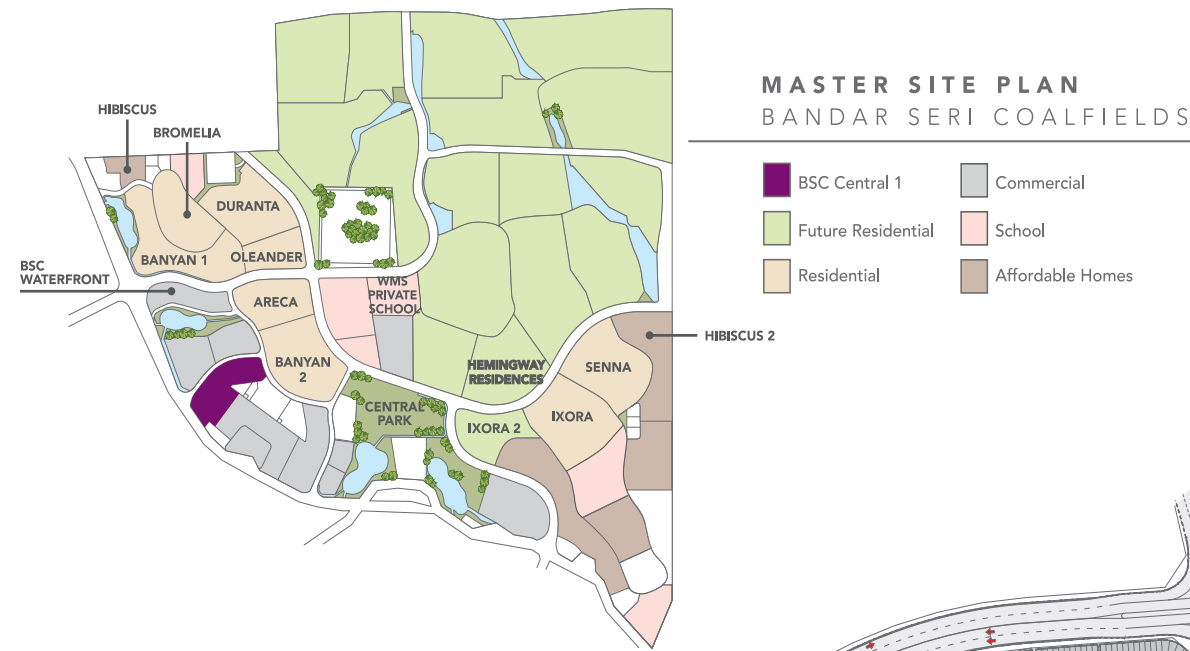 MASTER SITE PLAN
BANDAR SERI COALFIELDS
BSC Central 1
Commercial
Future Residential
School
Residential
Affordable Homes
HIBISCUS
BROMELIA
DURANTA
BANYAN 1
OLEANDER
BSC
WATERFRONT
ARECA
WMS
PRIVATE
SCHOOL
HIBISCUS 2
BANYAN
2
HEMINGWAY
RESIDENCES
SENNA
CENTRAL
PARK
IXORA
IXORA 2